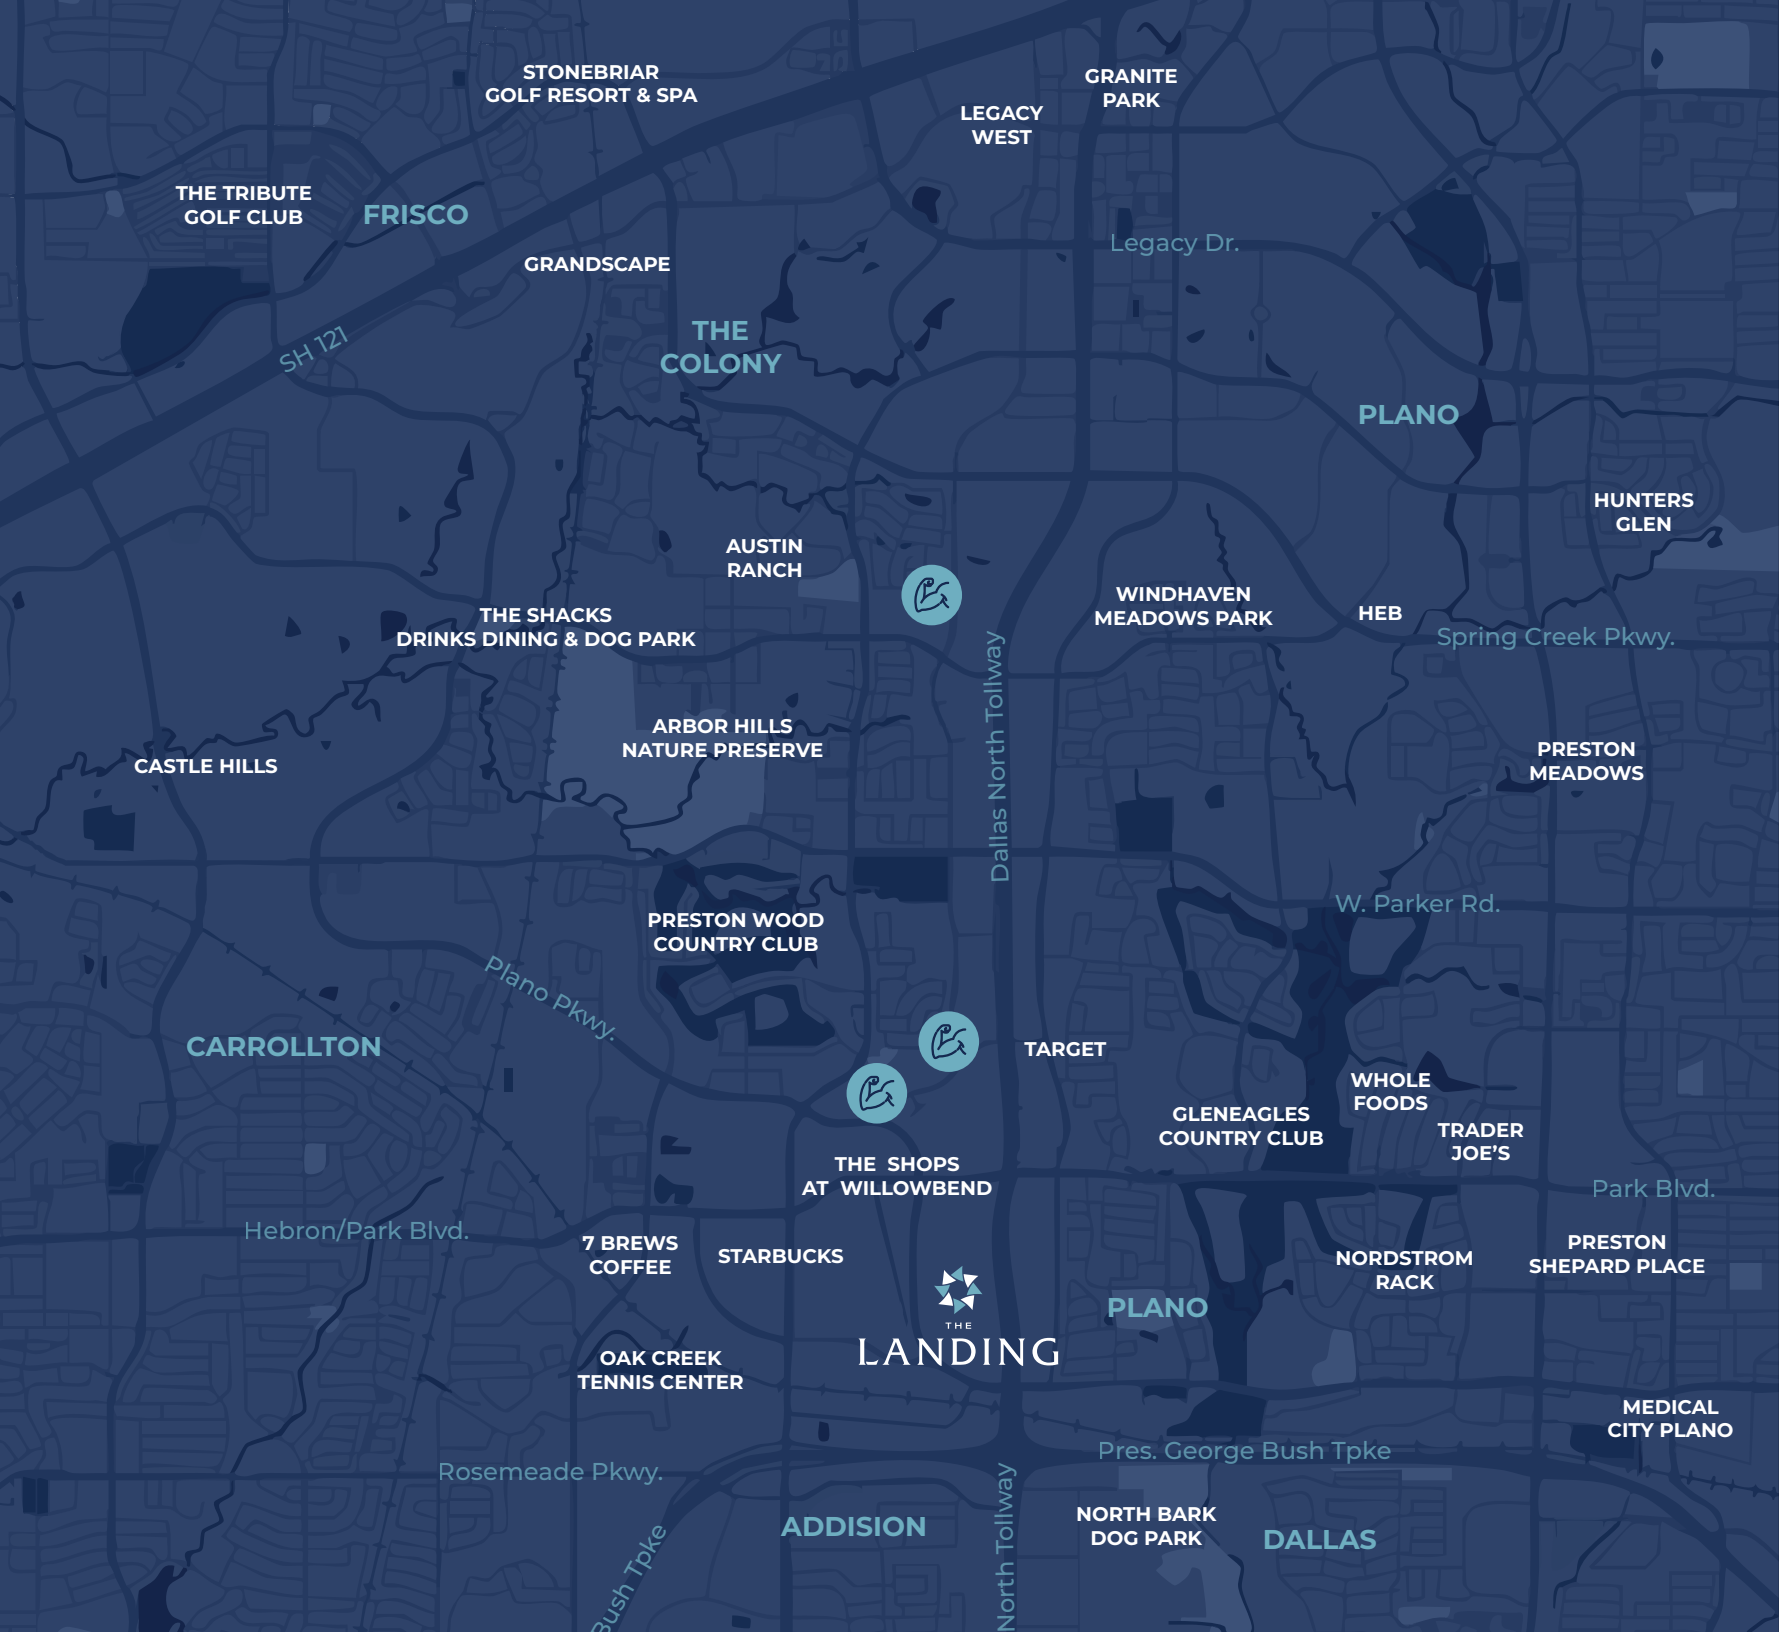 STONEBRIAR
GOLF RESORT & SPA
GRANITE
PARK
LEGACY
WEST
THE TRIBUTE
GOLF CLUB
FRISCO
Legacy Dr.
GRANDSCAPE
SH 121
THE
COLONY
PLANO
HUNTERS
GLEN
AUSTIN
RANCH
WINDHAVEN
MEADOWS PARK
HEB
THE SHACKS
DRINKS DINING & DOG PARK
Spring Creek Pkwy.
Dallas North Tollway
ARBOR HILLS
NATURE PRESERVE
CASTLE HILLS
PRESTON
MEADOWS
W. Parker Rd.
PRESTON WOOD
COUNTRY CLUB
Plano Pkwy.
CARROLLTON
TARGET
WHOLE
FOODS
GLENEAGLES
COUNTRY CLUB
TRADER
JOE'S
THE SHOPS
AT WILLOWBEND
Park Blvd.
Hebron/Park Blvd.
7 BREWS
COFFEE
STARBUCKS
NORDSTROM
RACK
PRESTON
SHEPARD PLACE
PLANO
THE
LANDING
OAK CREEK
TENNIS CENTER
MEDICAL
CITY PLANO
Pres. George Bush Tpke
Rosemeade Pkwy.
NORTH BARK
DOG PARK
ADDISION
DALLAS
North Tollway
Bush Tpke